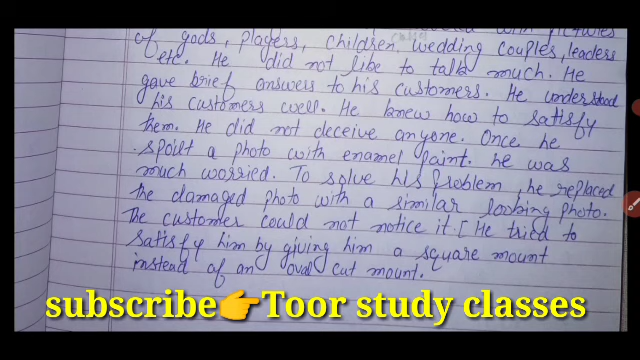 with pictures
of gods, players, children, wedding couples, leaders
etc. He did not like to talk much. He
gave brief answers to his customers. He understood
his customers well. He knew how to satisfy
them. He did not deceive anyone. Once he
spoilt a photo with enamel paint. he was
much worried. To solve his problem, he replaced
the damaged photo with a similar looking photo.
The customer could not notice it. [ He tried to
satisfy him by giving him a square mount
instead of an oval cut mount.
subscribe👉Toor study classes